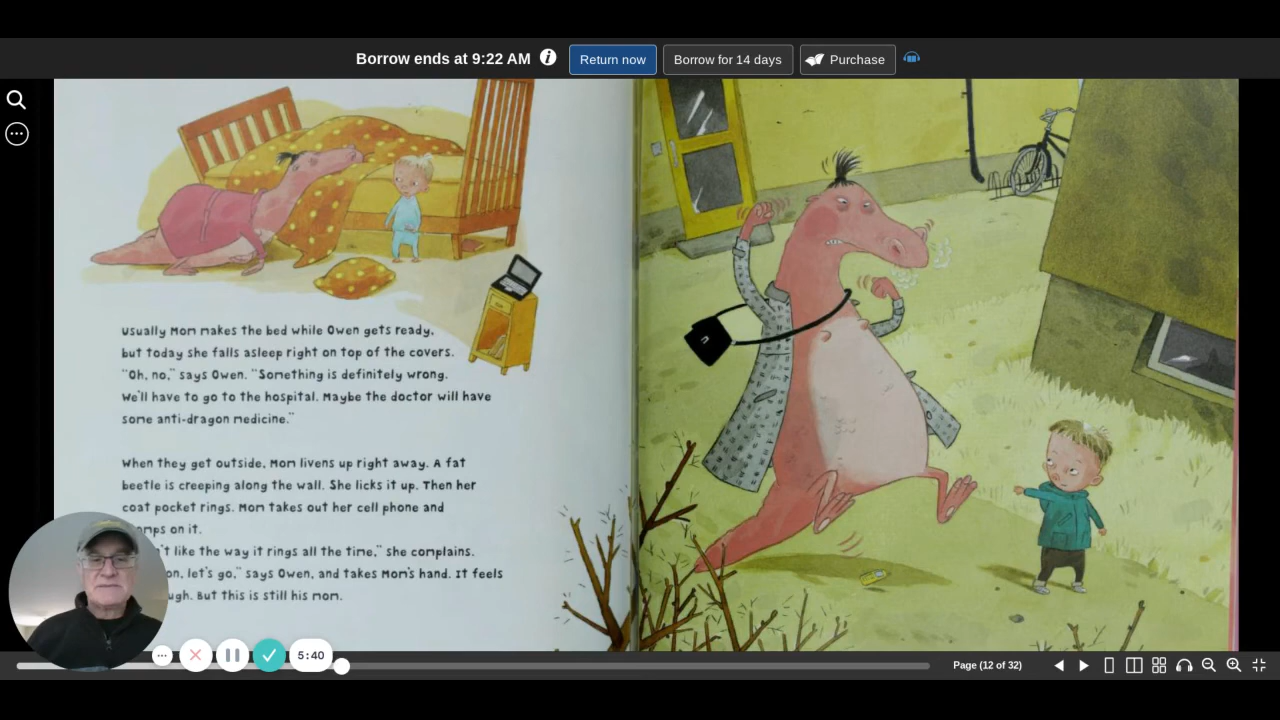 Borrow ends at 9:22 AM
Return now
Borrow for 14 days
Purchase
Usually Mom makes the bed while Owen gets ready,
but today she falls asleep right on top of the covers.
"Oh, no," says Owen. "Something is definitely wrong.
We'll have to go to the hospital. Maybe the doctor will have
some anti-dragon medicine."
When they get outside, Mom livens up right away. A fat
beetle is creeping along the wall. She licks it up. Then her
coat pocket rings. Mom takes out her cell phone and
on it.
like the way it rings all the time," she complains.
let's go," says Owen, and takes Mom's hand. It feels
But this is still his mom.
5:40
Page (12 of 32)